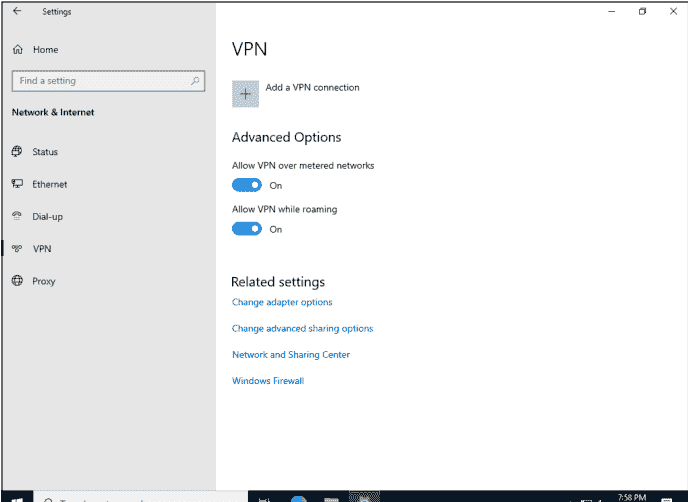 Settings
Home
Find a setting
Network & Internet
Status
Ethernet
Dial-up
VPN
Proxy
VPN
Add a VPN connection
Advanced Options
Allow VPN over metered networks
On
Allow VPN while roaming
On
Related settings
Change adapter options
Change advanced sharing options
Network and Sharing Center
Windows Firewall
7:58 PM